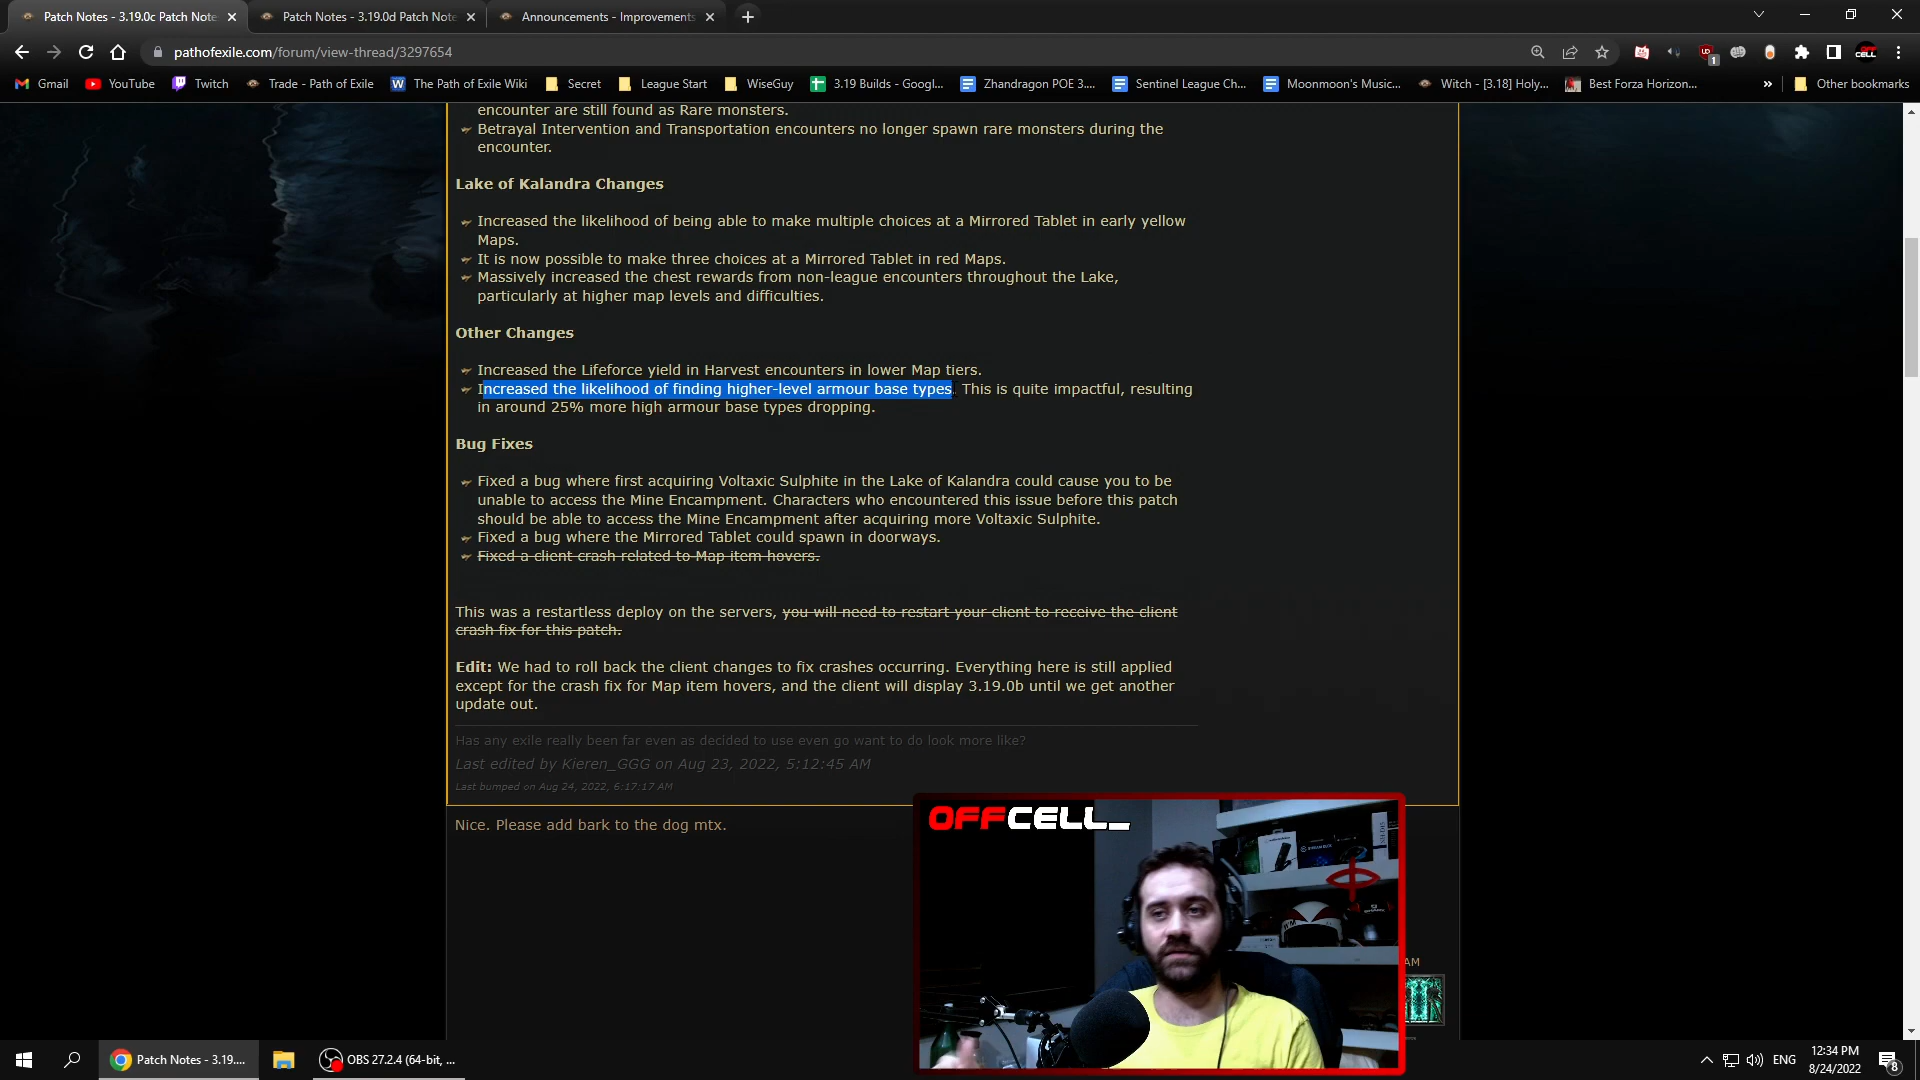 Patch Notes - 3.19.0c Patch Note
Patch Notes - 3.19.0d Patch Note
Announcements - Improvements
pathofexile.com/forum/view-thread/3297654
Gmail
YouTube
Twitch
Trade - Path of Exile
The Path of Exile Wiki
Secret
League Start
WiseGuy
3.19 Builds - Googl...
Zhandragon POE 3....
Sentinel League Ch...
Moonmoon's Music...
Witch - [3.18] Holy...
Best Forza Horizon...
»
Other bookmarks
encounter are still found as Rare monsters.
Betrayal Intervention and Transportation encounters no longer spawn rare monsters during the
encounter.
Lake of Kalandra Changes
Increased the likelihood of being able to make multiple choices at a Mirrored Tablet in early yellow
Maps.
It is now possible to make three choices at a Mirrored Tablet in red Maps.
Massively increased the chest rewards from non-league encounters throughout the Lake,
particularly at higher map levels and difficulties.
Other Changes
Increased the Lifeforce yield in Harvest encounters in lower Map tiers.
Increased the likelihood of finding higher-level armour base types. This is quite impactful, resulting
in around 25% more high armour base types dropping.
Bug Fixes
Fixed a bug where first acquiring Voltaxic Sulphite in the Lake of Kalandra could cause you to be
unable to access the Mine Encampment. Characters who encountered this issue before this patch
should be able to access the Mine Encampment after acquiring more Voltaxic Sulphite.
Fixed a bug where the Mirrored Tablet could spawn in doorways.
Fixed a client crash related to Map item hovers.
This was a restartless deploy on the servers, you will need to restart your client to receive the client
crash fix for this patch.
Edit: We had to roll back the client changes to fix crashes occurring. Everything here is still applied
except for the crash fix for Map item hovers, and the client will display 3.19.0b until we get another
update out.
Has any exile really been far even as decided to use even go want to do look more like?
Last edited by Kieren_GGG on Aug 23, 2022, 5:12:45 AM
Last bumped on Aug 24, 2022, 6:17:17 AM
Nice. Please add bark to the dog mtx.
OFFCELL_
AM
Patch Notes - 3.19....
OBS 27.2.4 (64-bit, ...
ENG
12:34 PM
8/24/2022
8